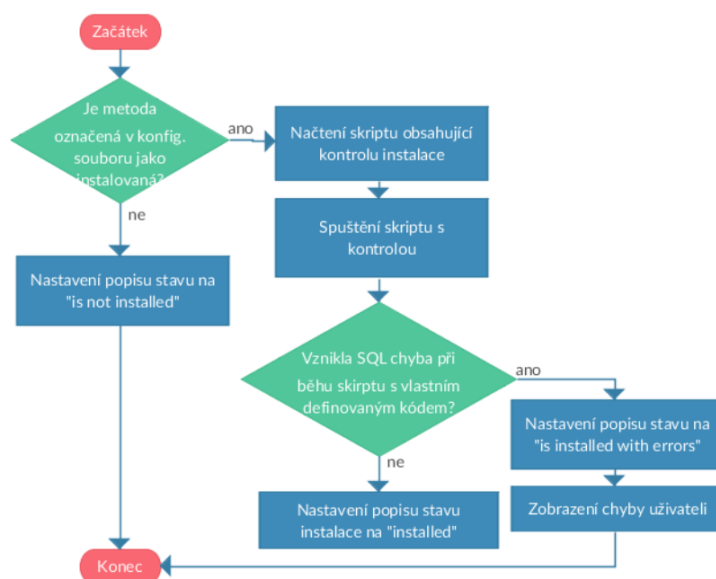 Začátek
Je metoda
označená v konfig.
souboru jako
instalovaná?
ano
ne
Načtení skriptu obsahující
kontrolu instalace
Spuštění skriptu s
kontrolou
Nastavení popisu stavu na
"is not installed"
Vznikla SQL chyba při
běhu skirptu s vlastním
definovaným kódem?
ano
ne
Nastavení popisu stavu na
"is installed with errors"
Nastavení popisu stavu
instalace na "installed"
Zobrazení chyby uživateli
Konec